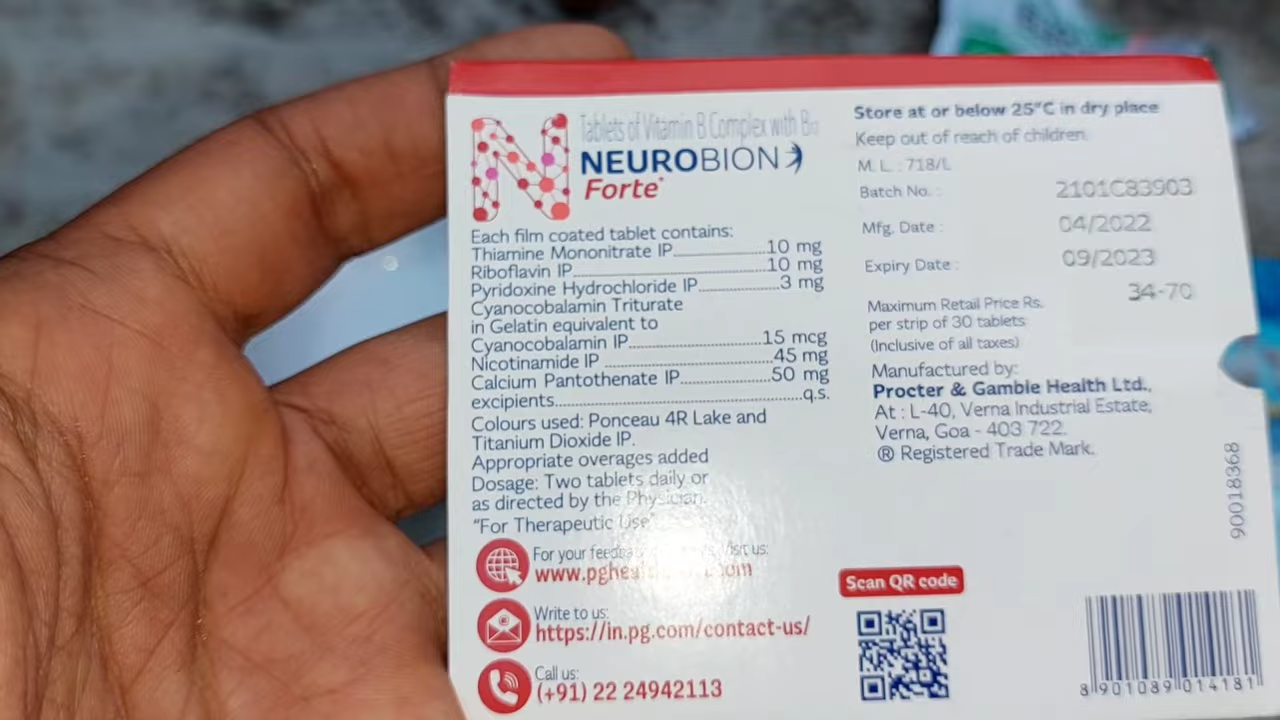 Tablets of Vitamin B Complex with B12
NEUROBION
Forte*
Each film coated tablet contains:
Thiamine Mononitrate IP..........10 mg
Riboflavin IP..........10 mg
Pyridoxine Hydrochloride IP..........3 mg
Cyanocobalamin Triturate
in Gelatin equivalent to
Cyanocobalamin IP..........15 mcg
Nicotinamide IP..........45 mg
Calcium Pantothenate IP..........50 mg
excipients..........q.s.
Colours used: Ponceau 4R Lake and
Titanium Dioxide IP.
Appropriate overages added
Dosage: Two tablets daily or
as directed by the Physician.
"For Therapeutic Use"
For your visit us:
Write to us:
https://in.pg.com/contact-us/
Call us:
(+91) 22 24942113
Store at or below 25°C in dry place
Keep out of reach of children.
M. L. : 718/L
Batch No. : 2101C83903
Mfg. Date : 04/2022
Expiry Date : 09/2023
34-70
Maximum Retail Price Rs.
per strip of 30 tablets
(Inclusive of all taxes)
Manufactured by:
Procter & Gamble Health Ltd.,
At : L-40, Verna Industrial Estate,
Verna, Goa - 403 722.
® Registered Trade Mark.
90018368
Scan QR code
8 901089 014181